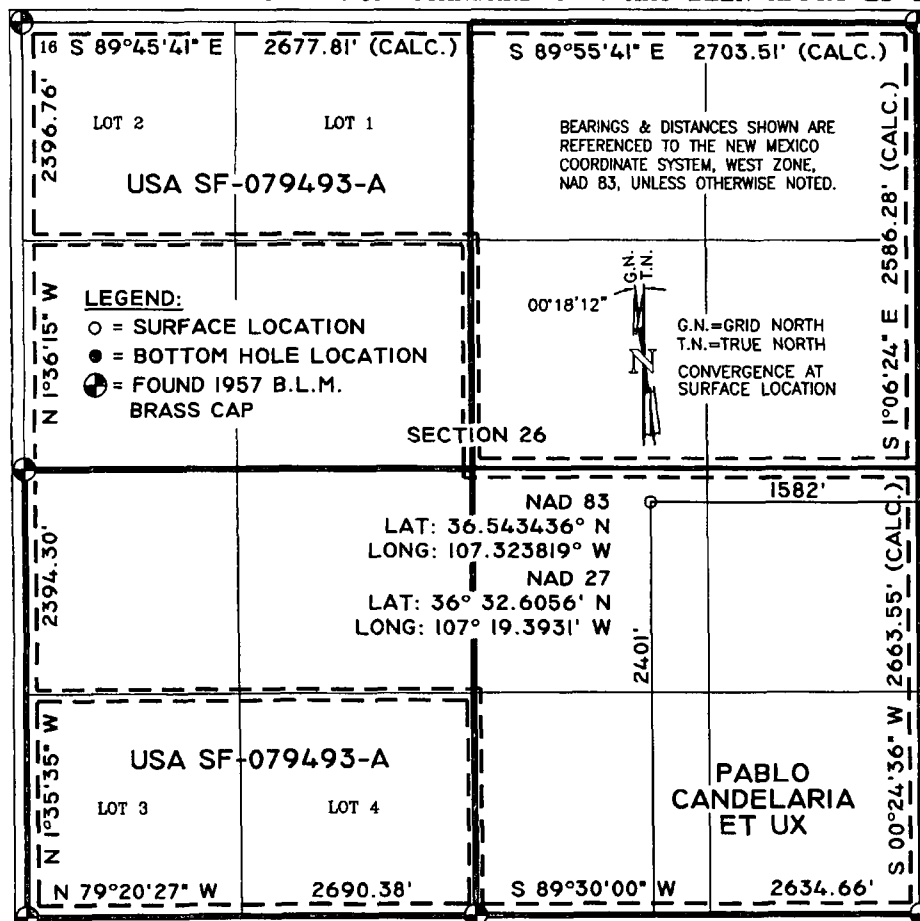 16 S 89°45'41" E 2677.81' (CALC.)
S 89°55'41" E 2703.51' (CALC.)
2396.76'
LOT 2
LOT 1
USA SF-079493-A
BEARINGS & DISTANCES SHOWN ARE
REFERENCED TO THE NEW MEXICO
COORDINATE SYSTEM, WEST ZONE,
NAD 83, UNLESS OTHERWISE NOTED.
S 1°06'24" E 2586.28' (CALC.)
N 1°36'15" W
LEGEND:
○ = SURFACE LOCATION
● = BOTTOM HOLE LOCATION
= FOUND 1957 B.L.M.
BRASS CAP
G.N.
T.N.
00°18'12"
N
G.N.=GRID NORTH
T.N.=TRUE NORTH
CONVERGENCE AT
SURFACE LOCATION
SECTION 26
1582'
NAD 83
LAT: 36.543436° N
LONG: 107.323819° W
NAD 27
LAT: 36° 32.6056' N
LONG: 107° 19.3931' W
2394.30'
2401'
S 00°24'36" W 2663.55' (CALC.)
N 1°35'35" W
USA SF-079493-A
LOT 3
LOT 4
PABLO
CANDELARIA
ET UX
N 79°20'27" W 2690.38'
S 89°30'00" W 2634.66'